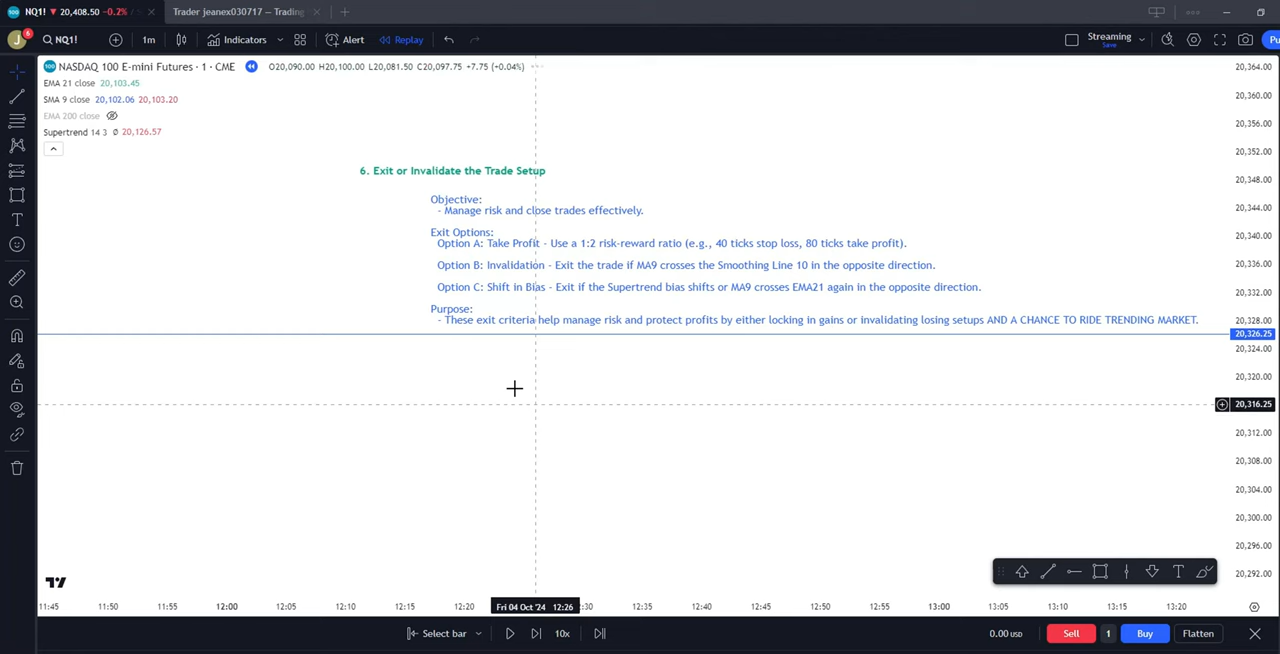 NQ1! ▼ 20,408.50 −0.2% /
Trader jeanex030717 — Trading
J 6 NQ1! 1m Indicators Alert Replay Streaming Save Pu
NASDAQ 100 E-mini Futures · 1 · CME O20,090.00 H20,100.00 L20,081.50 C20,097.75 +7.75 (+0.04%)
EMA 21 close 20,103.45
SMA 9 close 20,102.06 20,103.20
EMA 200 close
Supertrend 14 3 Ø 20,126.57
6. Exit or Invalidate the Trade Setup
Objective:
- Manage risk and close trades effectively.
Exit Options:
Option A: Take Profit - Use a 1:2 risk-reward ratio (e.g., 40 ticks stop loss, 80 ticks take profit).
Option B: Invalidation - Exit the trade if MA9 crosses the Smoothing Line 10 in the opposite direction.
Option C: Shift in Bias - Exit if the Supertrend bias shifts or MA9 crosses EMA21 again in the opposite direction.
Purpose:
- These exit criteria help manage risk and protect profits by either locking in gains or invalidating losing setups AND A CHANCE TO RIDE TRENDING MARKET.
20,364.00
20,360.00
20,356.00
20,352.00
20,348.00
20,344.00
20,340.00
20,336.00
20,332.00
20,328.00
20,326.25
20,324.00
20,320.00
20,316.25
20,312.00
20,308.00
20,304.00
20,300.00
20,296.00
20,292.00
11:45 11:50 11:55 12:00 12:05 12:10 12:15 12:20 Fri 04 Oct '24 12:26 :30 12:35 12:40 12:45 12:50 12:55 13:00 13:05 13:10 13:15 13:20
Select bar 10x 0.00 USD Sell 1 Buy Flatten